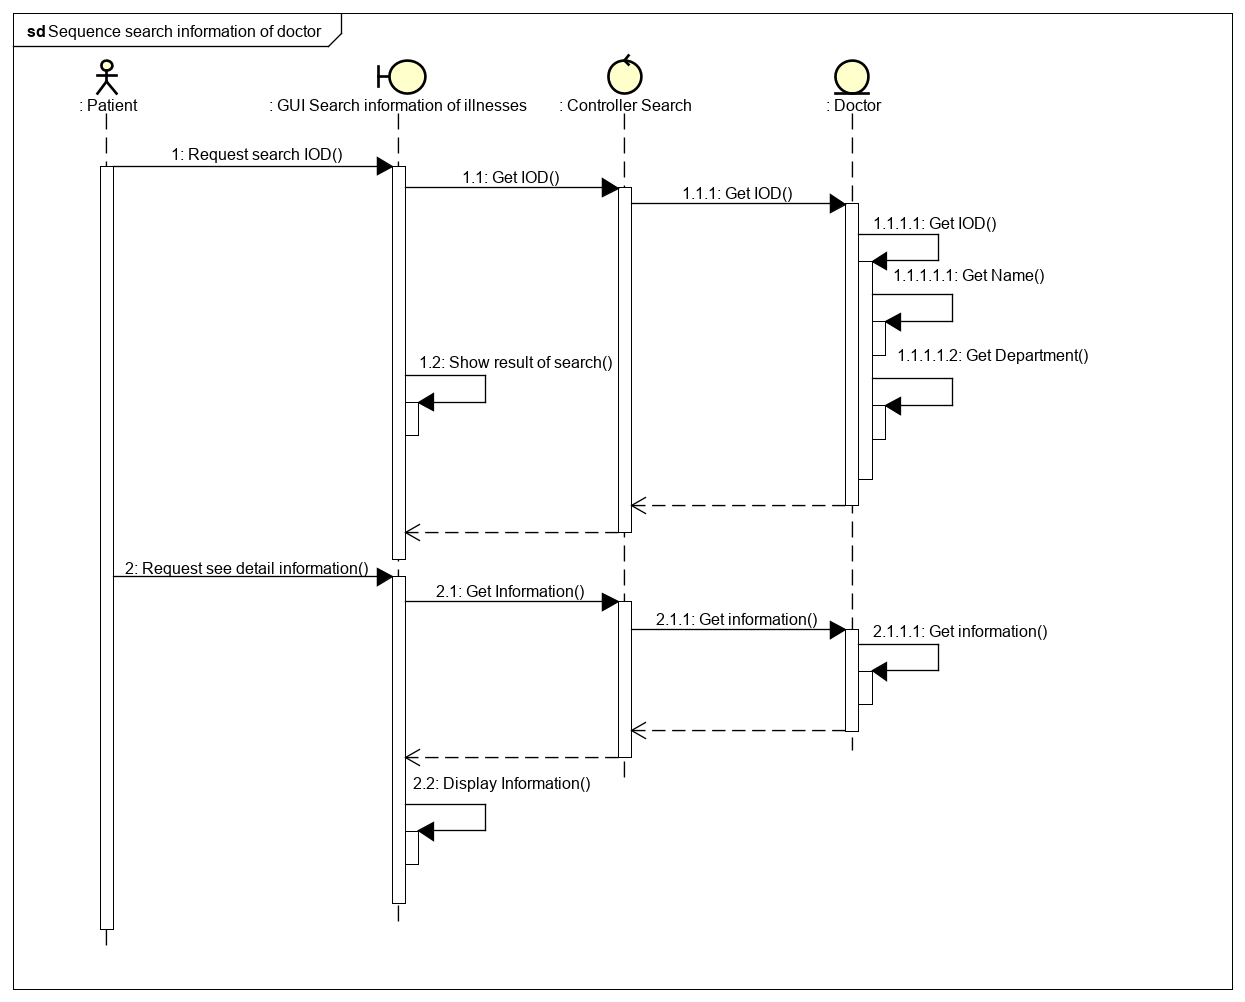 sd Sequence search information of doctor
: Patient
: GUI Search information of illnesses
: Controller Search
: Doctor
1: Request search IOD()
1.1: Get IOD()
1.1.1: Get IOD()
1.1.1.1: Get IOD()
1.1.1.1.1: Get Name()
1.1.1.1.2: Get Department()
1.2: Show result of search()
2: Request see detail information()
2.1: Get Information()
2.1.1: Get information()
2.1.1.1: Get information()
2.2: Display Information()